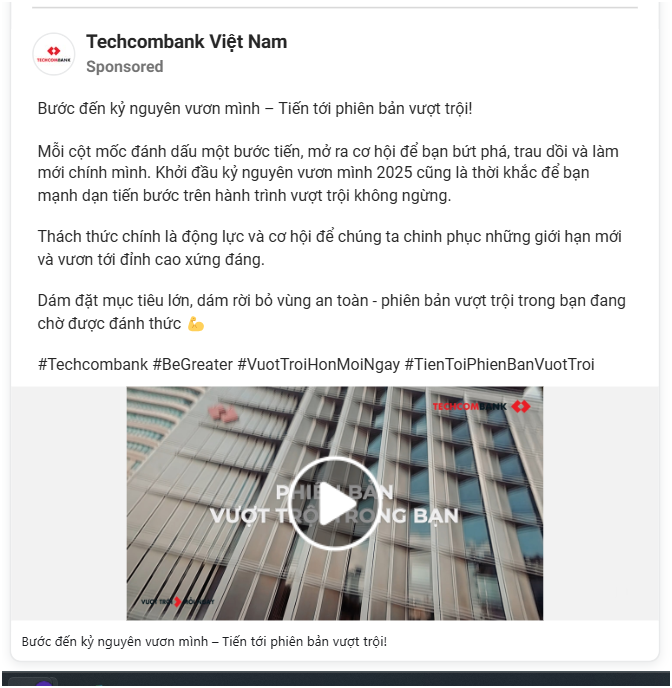 Techcombank Việt Nam
TECHCOMBANK
Sponsored
Bước đến kỷ nguyên vươn mình – Tiến tới phiên bản vượt trội!
Mỗi cột mốc đánh dấu một bước tiến, mở ra cơ hội để bạn bứt phá, trau dồi và làm
mới chính mình. Khởi đầu kỷ nguyên vươn mình 2025 cũng là thời khắc để bạn
mạnh dạn tiến bước trên hành trình vượt trội không ngừng.
Thách thức chính là động lực và cơ hội để chúng ta chinh phục những giới hạn mới
và vươn tới đỉnh cao xứng đáng.
Dám đặt mục tiêu lớn, dám rời bỏ vùng an toàn - phiên bản vượt trội trong bạn đang
chờ được đánh thức 💪
#Techcombank #BeGreater #VuotTroiHonMoiNgay #TienToiPhienBanVuotTroi
TECHCOMBANK
PHIÊN BẢN
VƯỢT TRỘI TRONG BẠN
VƯỢT TRỘI MỖI NGÀY
Bước đến kỷ nguyên vươn mình – Tiến tới phiên bản vượt trội!